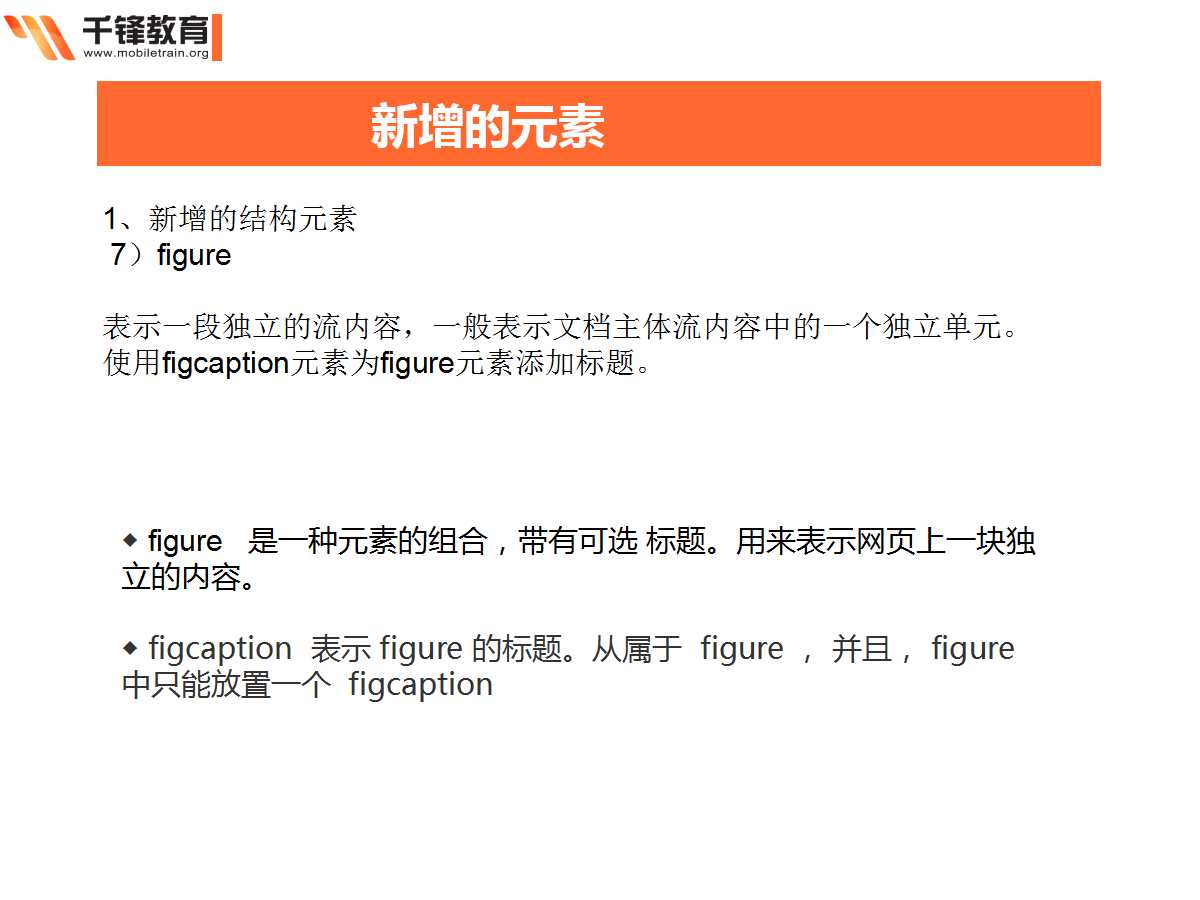 千锋教育
www.mobiletrain.org
新增的元素
1、新增的结构元素
7）figure
表示一段独立的流内容，一般表示文档主体流内容中的一个独立单元。
使用figcaption元素为figure元素添加标题。
◆ figure 是一种元素的组合，带有可选 标题。用来表示网页上一块独
立的内容。
◆ figcaption 表示 figure 的标题。从属于 figure ， 并且， figure
中只能放置一个 figcaption